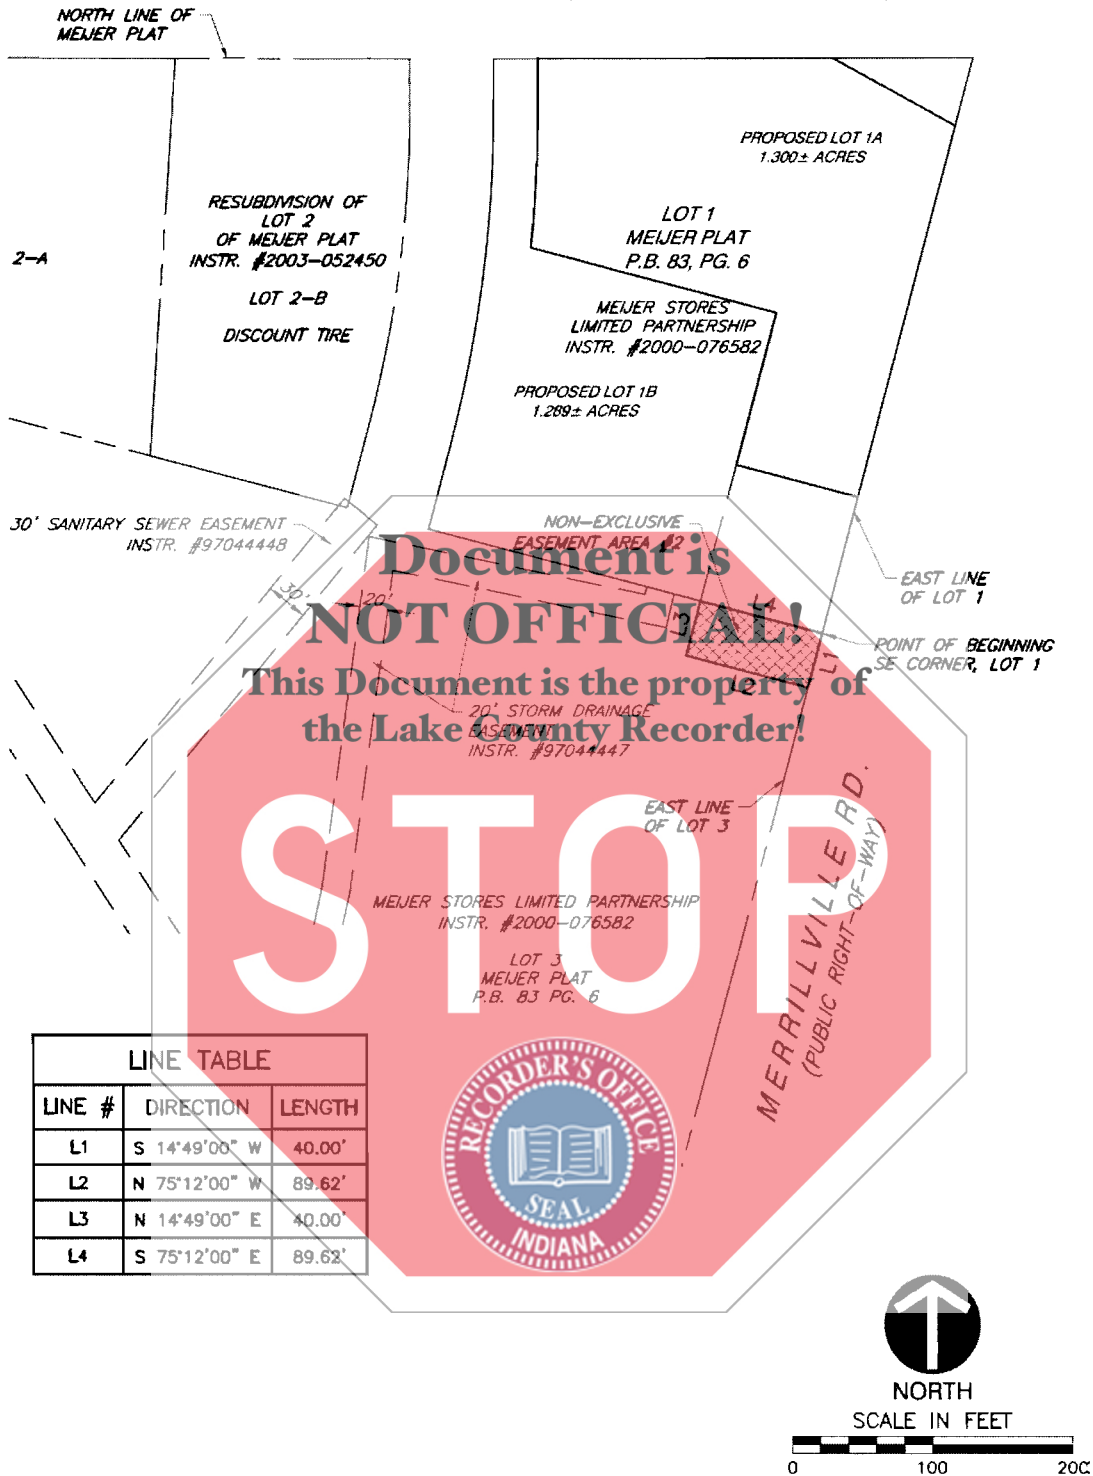 NORTH LINE OF
MEIJER PLAT
PROPOSED LOT 1A
1.300± ACRES
RESUBDIVISION OF
LOT 2
OF MEIJER PLAT
INSTR. #2003-052450
LOT 2-B
DISCOUNT TIRE
2-A
LOT 1
MEIJER PLAT
P.B. 83, PG. 6
MEIJER STORES
LIMITED PARTNERSHIP
INSTR. #2000-076582
PROPOSED LOT 1B
1.289± ACRES
30' SANITARY SEWER EASEMENT
INSTR. #97044448
NON-EXCLUSIVE
EASEMENT AREA #2
Document is
NOT OFFICIAL!
This Document is the property of
the Lake County Recorder!
EAST LINE
OF LOT 1
30'
20'
L4
L3
L1
L2
POINT OF BEGINNING
SE CORNER, LOT 1
20' STORM DRAINAGE
EASEMENT
INSTR. #97044447
EAST LINE
OF LOT 3
STOP
MERRILLVILLE RD.
(PUBLIC RIGHT-OF-WAY)
MEIJER STORES LIMITED PARTNERSHIP
INSTR. #2000-076582
LOT 3
MEIJER PLAT
P.B. 83 PG. 6
LINE TABLE
LINE # DIRECTION LENGTH
L1 S 14°49'00" W 40.00'
L2 N 75°12'00" W 89.62'
L3 N 14°49'00" E 40.00'
L4 S 75°12'00" E 89.62'
RECORDER'S OFFICE
SEAL
INDIANA
NORTH
SCALE IN FEET
0 100 200